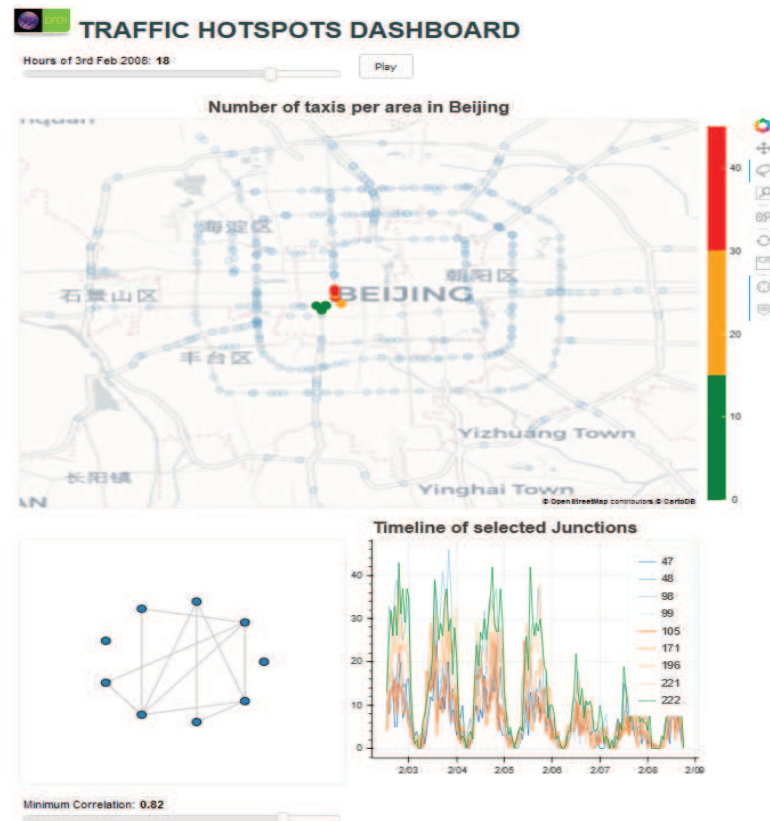 EIFER
TRAFFIC HOTSPOTS DASHBOARD
Hours of 3rd Feb 2008: 18
Play
Number of taxis per area in Beijing
海淀区
朝阳区
石景山区
BEIJING
丰台区
Yizhuang Town
长阳镇
Yinghai Town
© OpenStreetMap contributors,© CartoDB
40
30
20
10
0
Timeline of selected Junctions
40
30
20
10
0
47
48
98
99
105
171
196
221
222
2/03
2/04
2/05
2/06
2/07
2/08
2/09
Minimum Correlation: 0.82